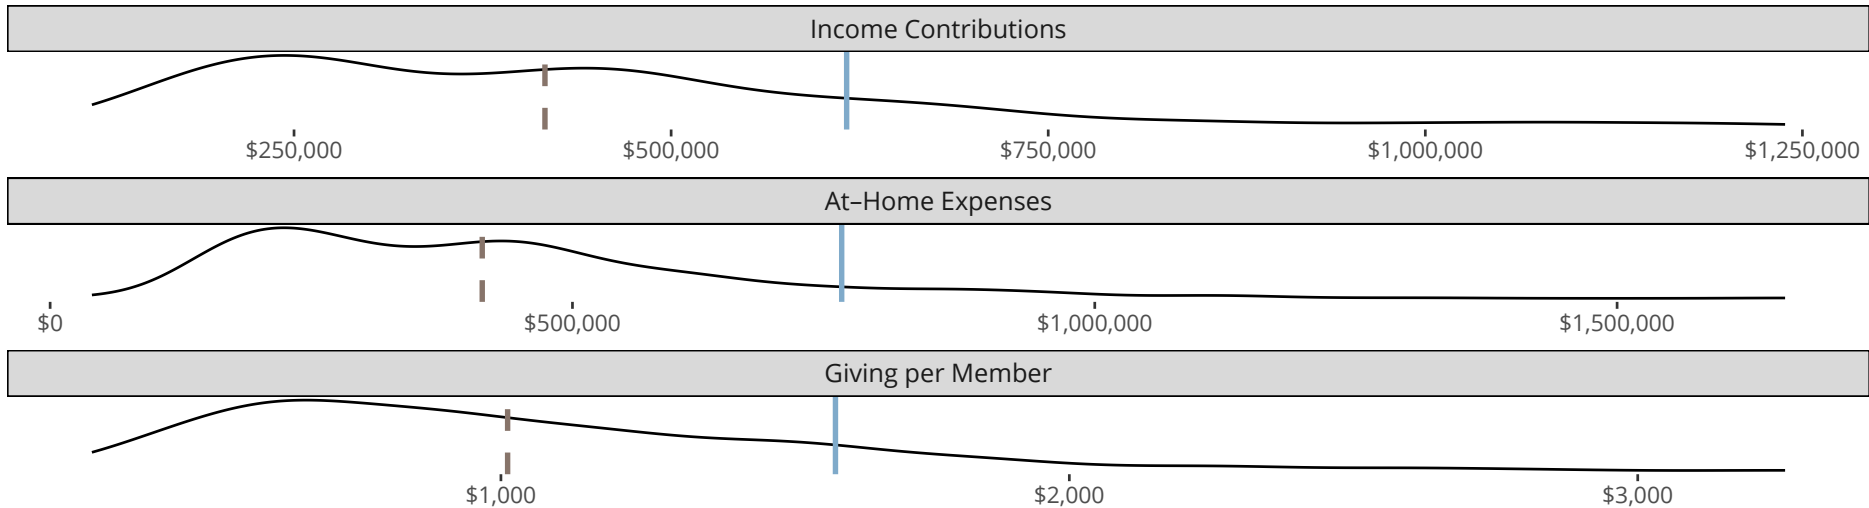 Income Contributions
$250,000 $500,000 $750,000 $1,000,000 $1,250,000
At–Home Expenses
$0 $500,000 $1,000,000 $1,500,000
Giving per Member
$1,000 $2,000 $3,000